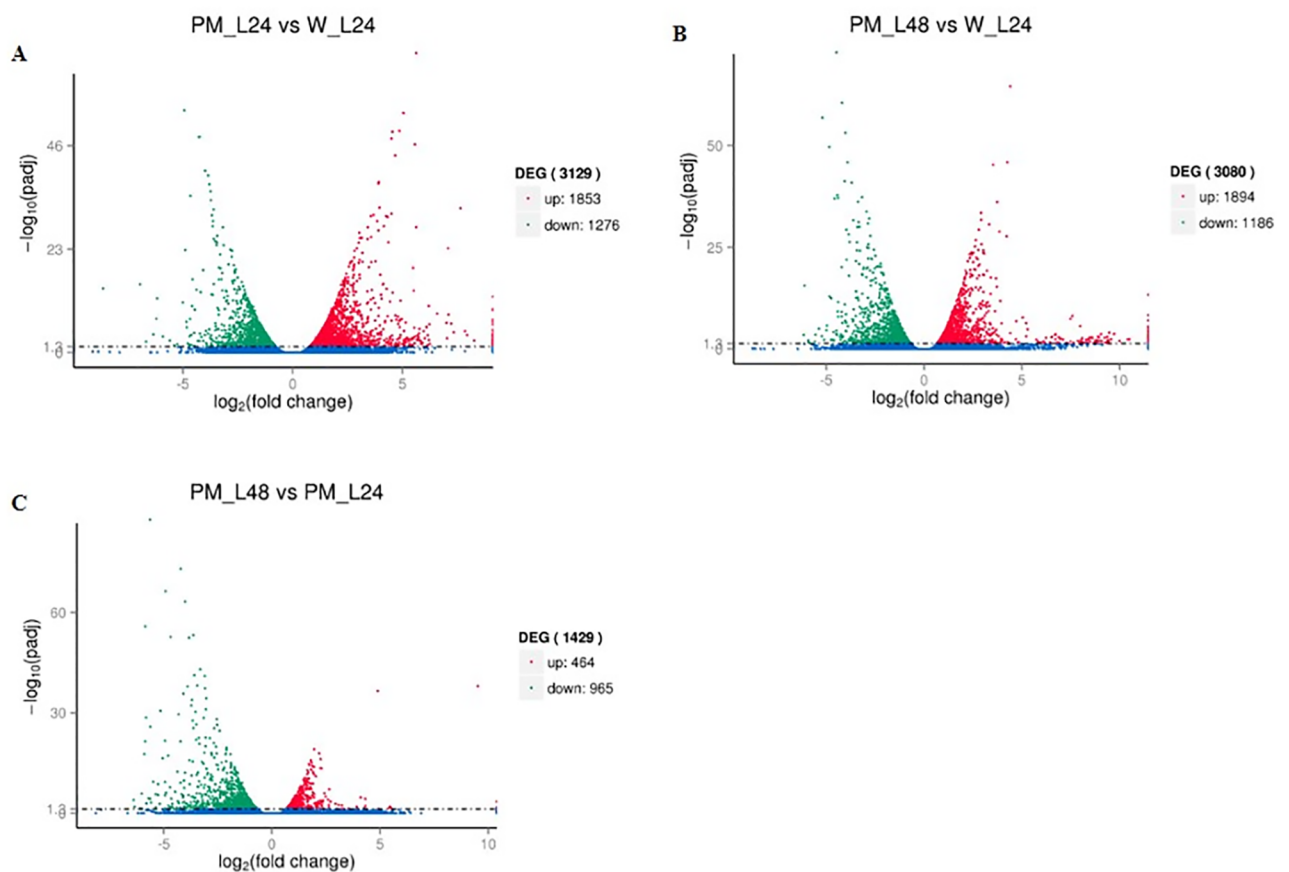 PM_L24 vs W_L24
A
46
23
1.3
0
-5
0
5
−log10(padj)
log2(fold change)
DEG ( 3129 )
up: 1853
down: 1276
PM_L48 vs W_L24
B
50
25
1.3
0
-5
0
5
10
−log10(padj)
log2(fold change)
DEG ( 3080 )
up: 1894
down: 1186
PM_L48 vs PM_L24
C
60
30
1.3
0
-5
0
5
10
−log10(padj)
log2(fold change)
DEG ( 1429 )
up: 464
down: 965